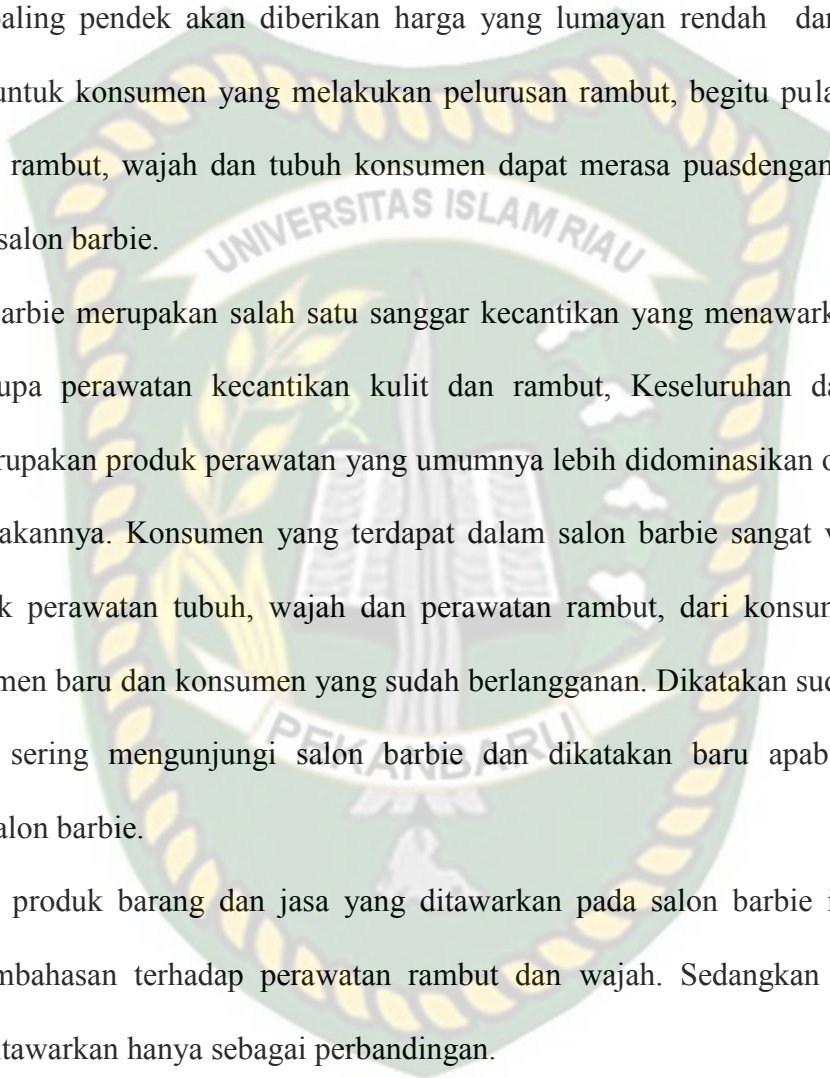 paling pendek akan diberikan harga yang lumayan rendah dan
untuk konsumen yang melakukan pelurusan rambut, begitu pula
rambut, wajah dan tubuh konsumen dapat merasa puasdengan
UNIVERSITAS ISLAM RIAU
salon barbie.
barbie merupakan salah satu sanggar kecantikan yang menawark
upa perawatan kecantikan kulit dan rambut, Keseluruhan da
rupakan produk perawatan yang umumnya lebih didominasikan o
akannya. Konsumen yang terdapat dalam salon barbie sangat v
k perawatan tubuh, wajah dan perawatan rambut, dari konsum
men baru dan konsumen yang sudah berlangganan. Dikatakan sud
PEKANBARU
sering mengunjungi salon barbie dan dikatakan baru apab
alon barbie.
produk barang dan jasa yang ditawarkan pada salon barbie i
mbahasan terhadap perawatan rambut dan wajah. Sedangkan
itawarkan hanya sebagai perbandingan.